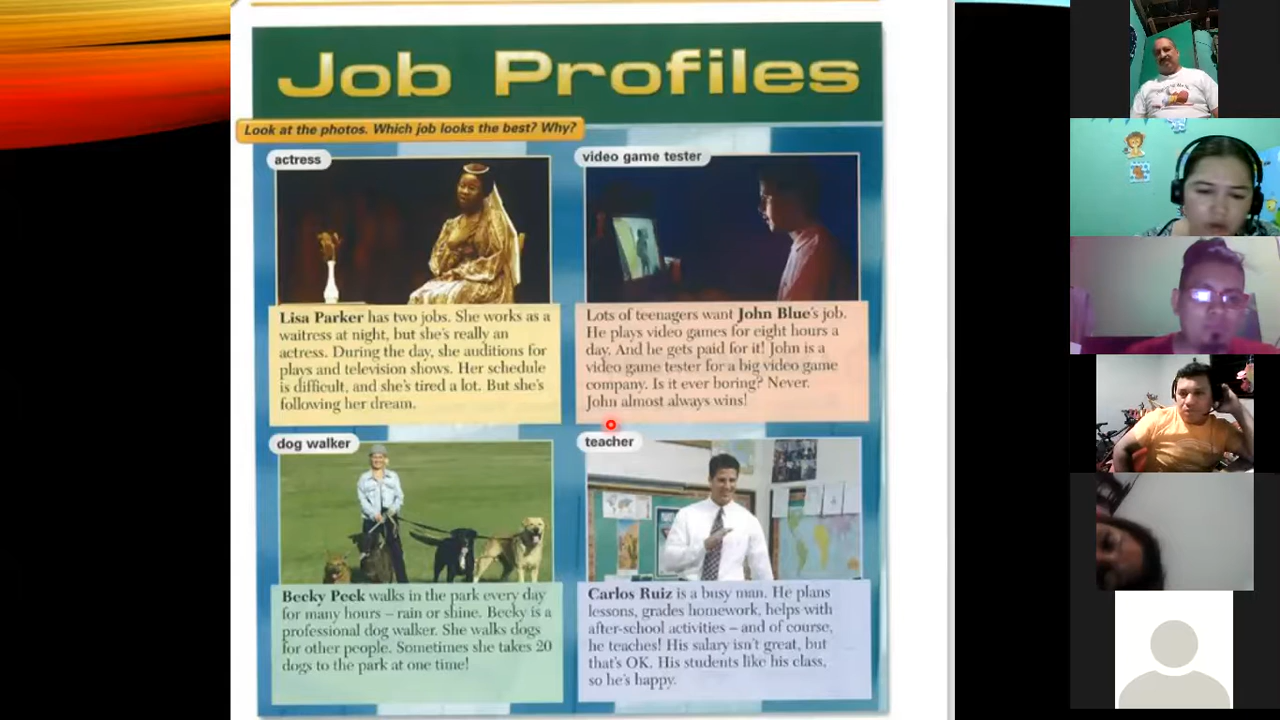 Job Profiles
Look at the photos. Which job looks the best? Why?
actress
Lisa Parker has two jobs. She works as a
waitress at night, but she's really an
actress. During the day, she auditions for
plays and television shows. Her schedule
is difficult, and she's tired a lot. But she's
following her dream.
video game tester
Lots of teenagers want John Blue's job.
He plays video games for eight hours a
day. And he gets paid for it! John is a
video game tester for a big video game
company. Is it ever boring? Never.
John almost always wins!
dog walker
Becky Peek walks in the park every day
for many hours – rain or shine. Becky is a
professional dog walker. She walks dogs
for other people. Sometimes she takes 20
dogs to the park at one time!
teacher
Carlos Ruiz is a busy man. He plans
lessons, grades homework, helps with
after-school activities – and of course,
he teaches! His salary isn't great, but
that's OK. His students like his class,
so he's happy.